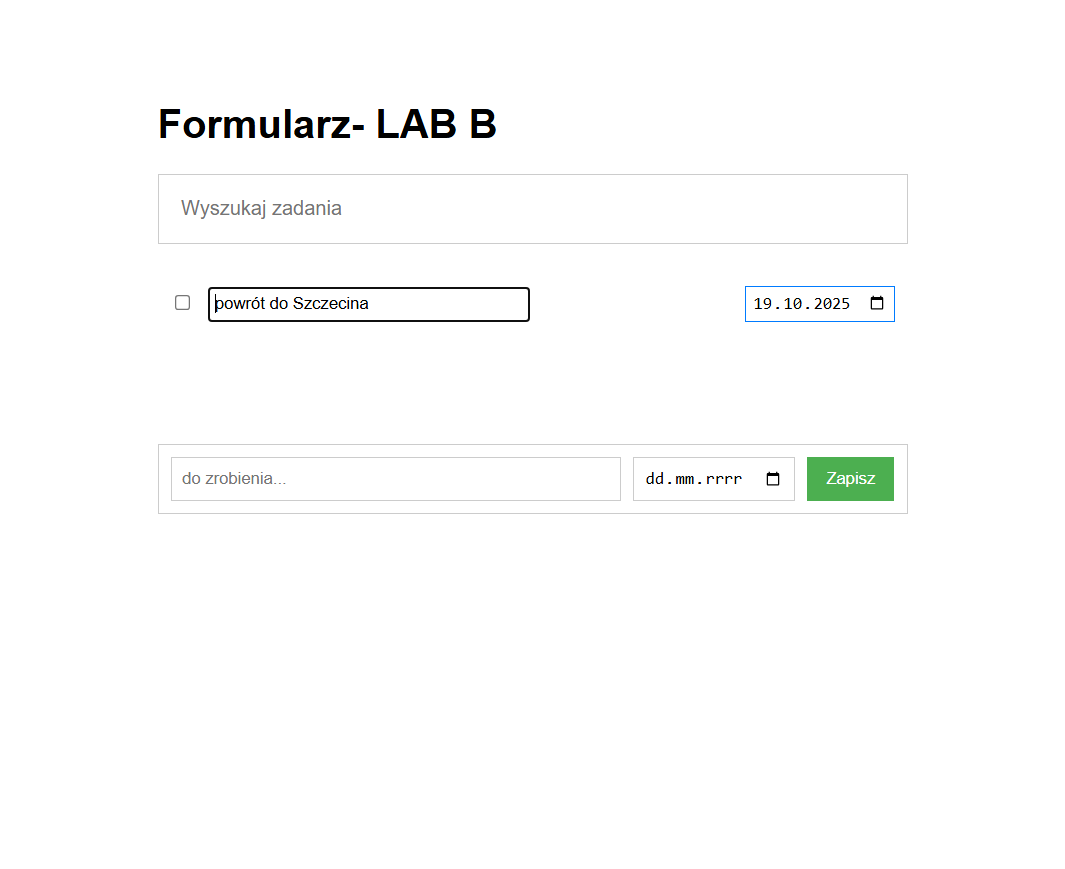 Formularz- LAB B
Wyszukaj zadania
powrót do Szczecina 19.10.2025
do zrobienia... dd.mm.rrrr Zapisz